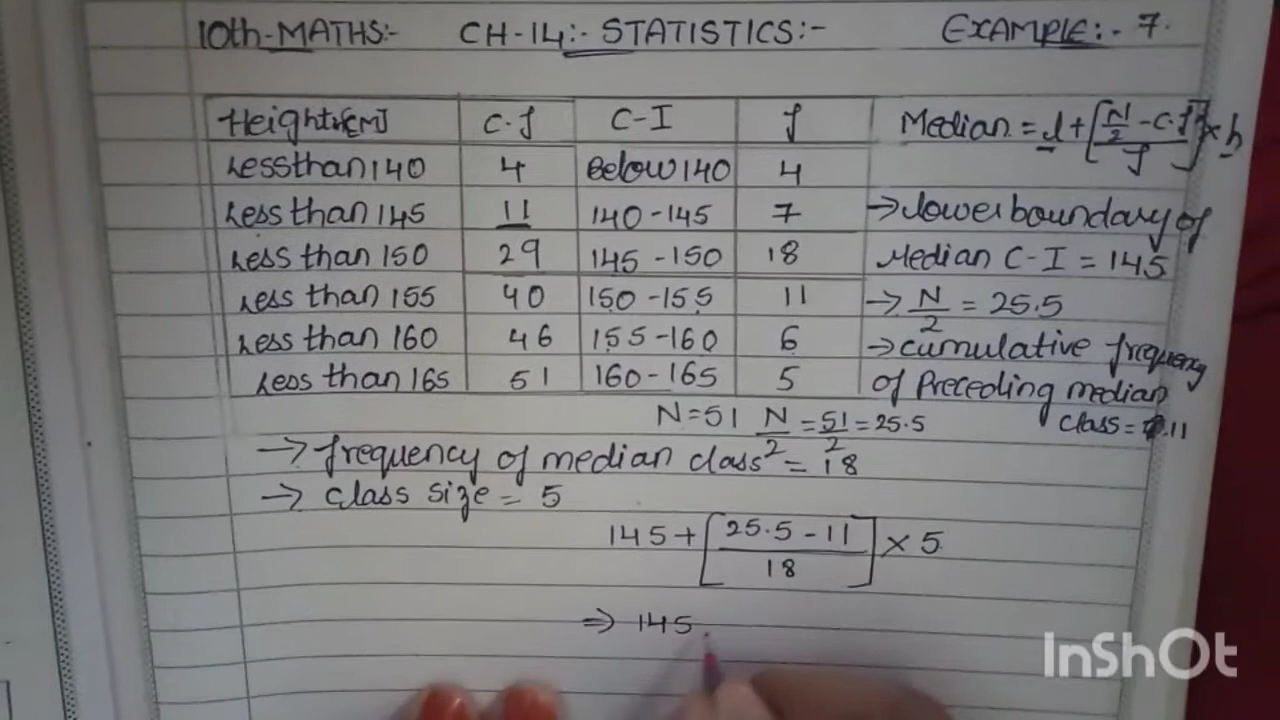 10th-MATHS:- CH-14:- STATISTICS:- EXAMPLE:- 7.
Height[CM] C.f C-I f Median = l + [N/2 - C.f / f] × h
Less than 140 4 Below 140 4
Less than 145 11 140-145 7 → lower boundary of
Less than 150 29 145-150 18 Median C-I = 145
Less than 155 40 150-155 11 → N/2 = 25.5
Less than 160 46 155-160 6 → cumulative frequency
Less than 165 51 160-165 5 of Preceding median
N=51 N/2 = 51/2 = 25.5 class = 11
→ frequency of median class = 18
→ class size = 5
145 + [25.5 - 11 / 18] × 5
⇒ 145
InShOt